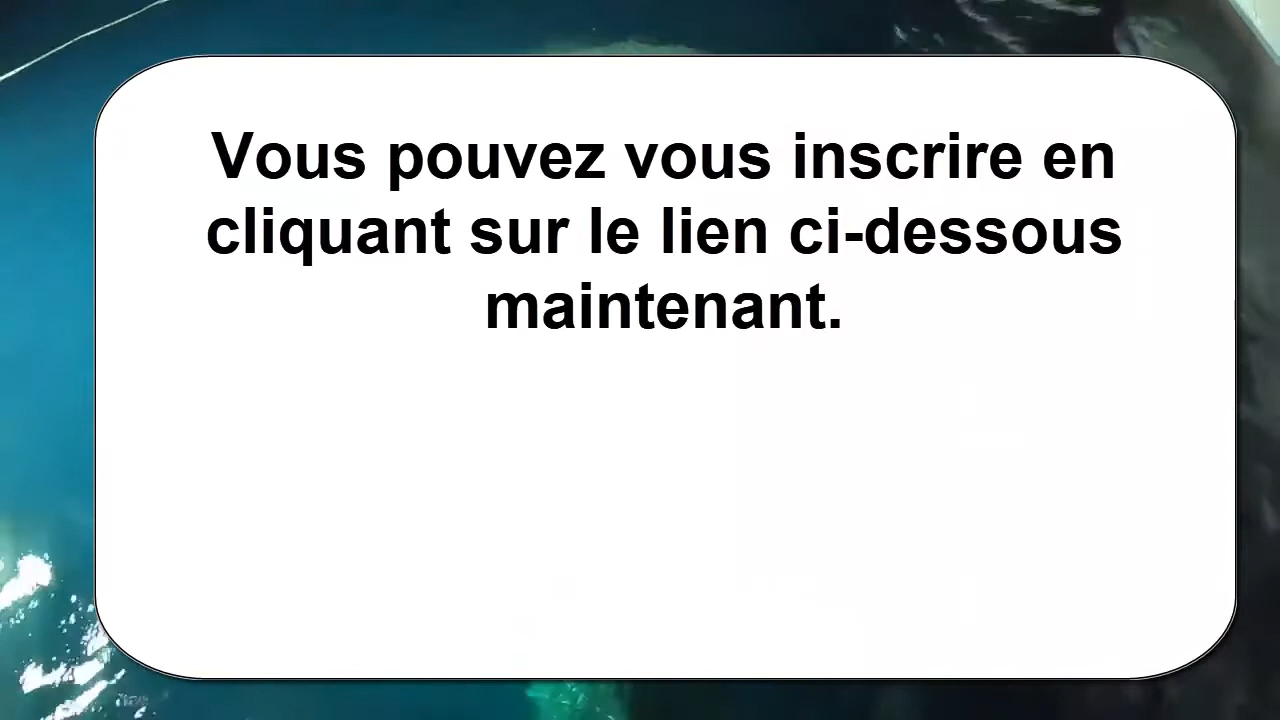 Vous pouvez vous inscrire en
cliquant sur le lien ci-dessous
maintenant.